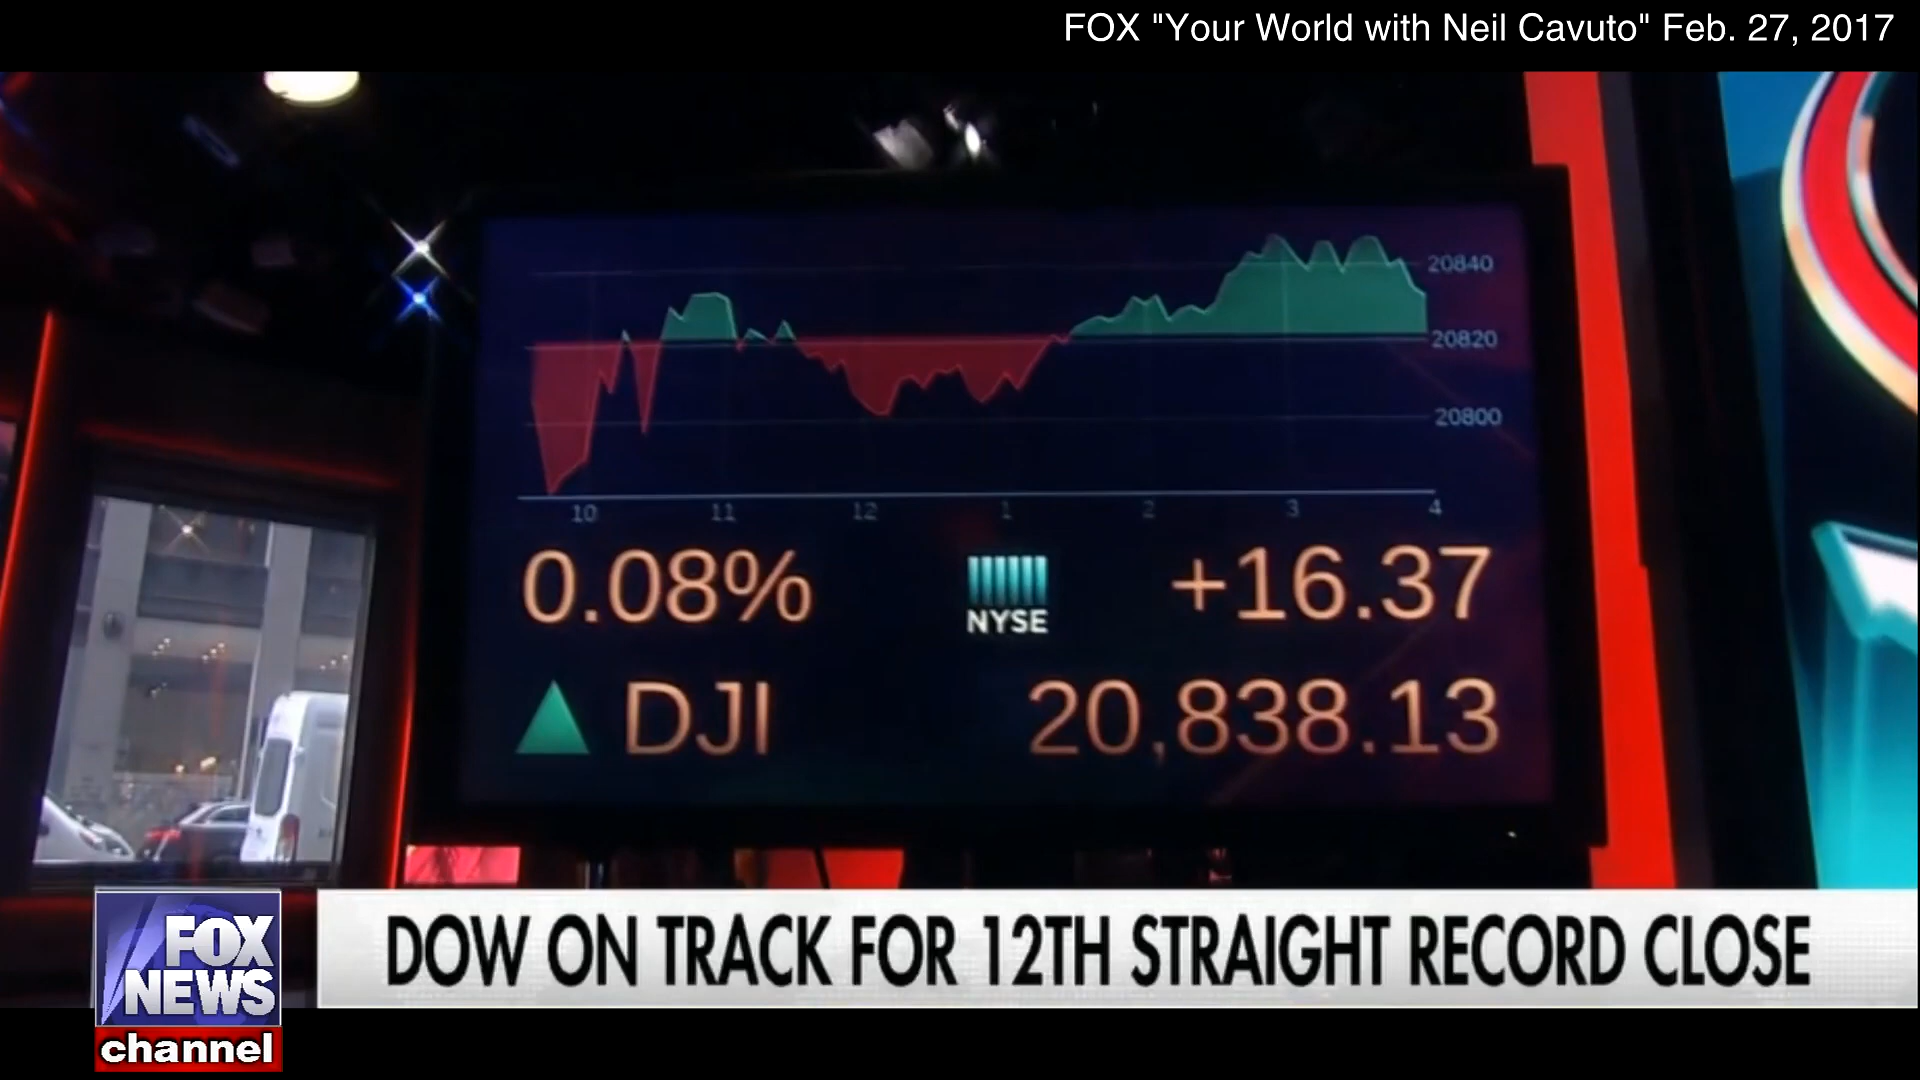 FOX "Your World with Neil Cavuto" Feb. 27, 2017
20840
20820
20800
10 11 12 1 2 3 4
0.08% NYSE +16.37
DJI 20,838.13
FOX
NEWS
channel
DOW ON TRACK FOR 12TH STRAIGHT RECORD CLOSE